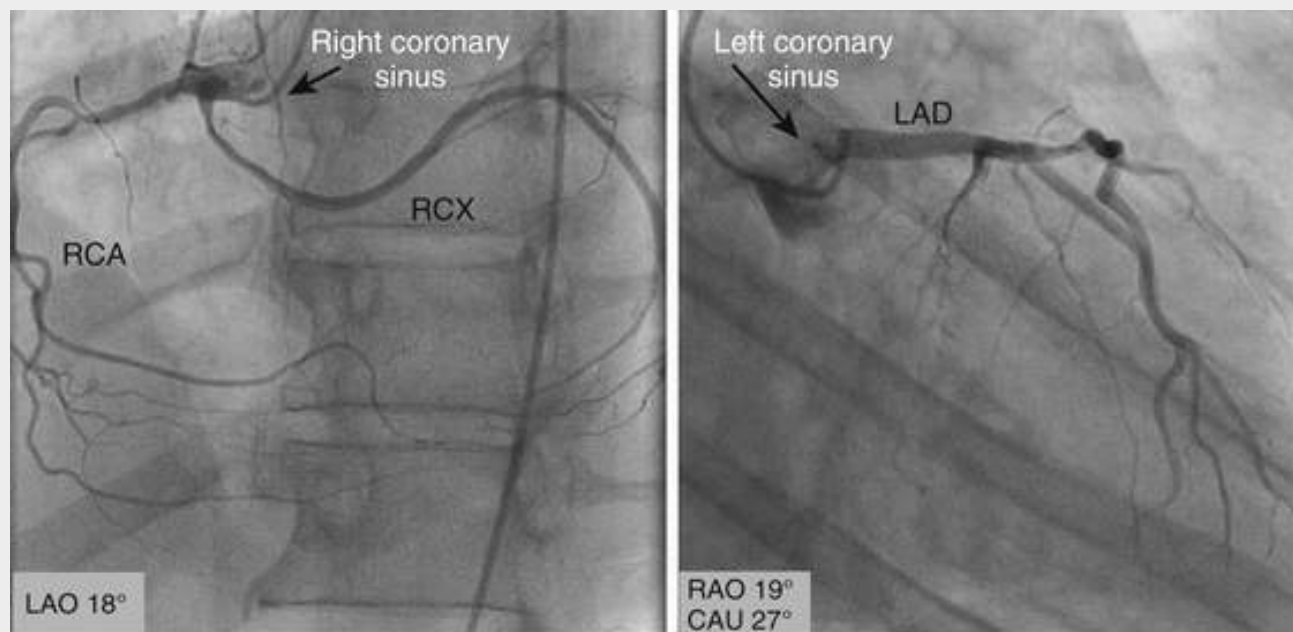 Right coronary
sinus
RCX
RCA
LAO 18°
Left coronary
sinus
LAD
RAO 19°
CAU 27°